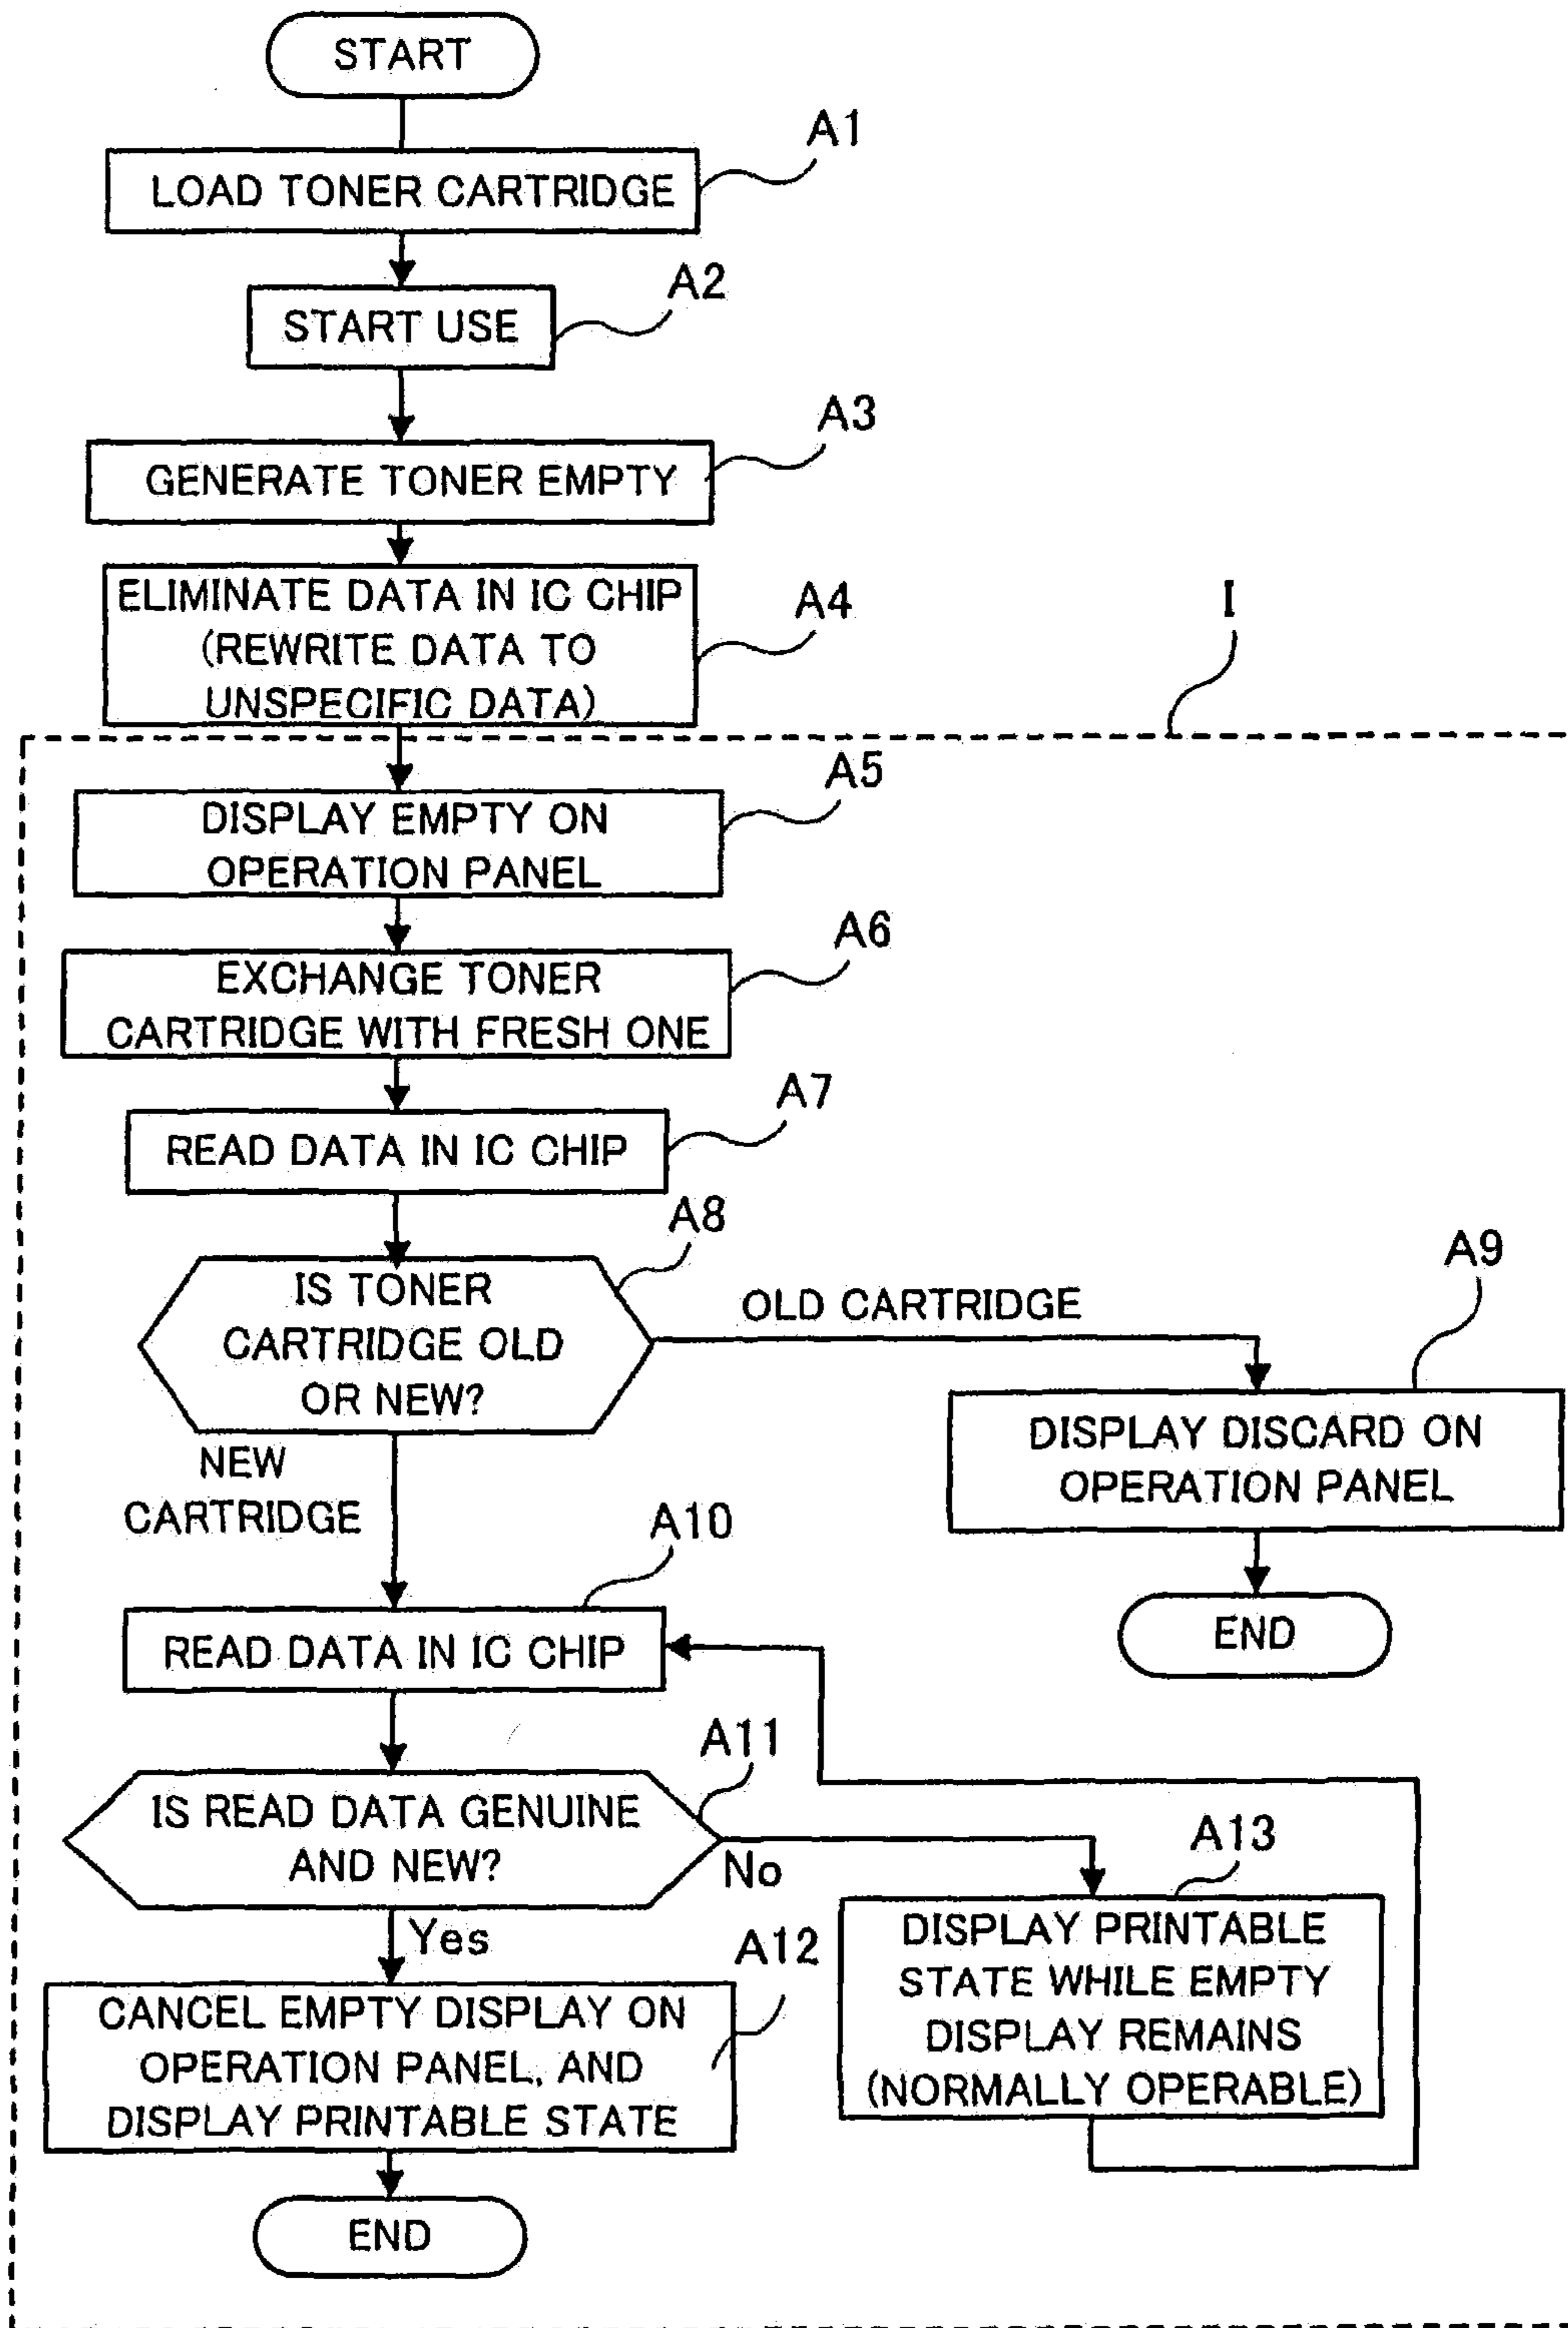 START
A1
LOAD TONER CARTRIDGE
A2
START USE
A3
GENERATE TONER EMPTY
A4
ELIMINATE DATA IN IC CHIP
(REWRITE DATA TO
UNSPECIFIC DATA)
I
A5
DISPLAY EMPTY ON
OPERATION PANEL
A6
EXCHANGE TONER
CARTRIDGE WITH FRESH ONE
A7
READ DATA IN IC CHIP
A8
IS TONER
CARTRIDGE OLD
OR NEW?
OLD CARTRIDGE
A9
DISPLAY DISCARD ON
OPERATION PANEL
END
NEW
CARTRIDGE
A10
READ DATA IN IC CHIP
A11
IS READ DATA GENUINE
AND NEW?
No
A13
DISPLAY PRINTABLE
STATE WHILE EMPTY
DISPLAY REMAINS
(NORMALLY OPERABLE)
Yes
A12
CANCEL EMPTY DISPLAY ON
OPERATION PANEL, AND
DISPLAY PRINTABLE STATE
END